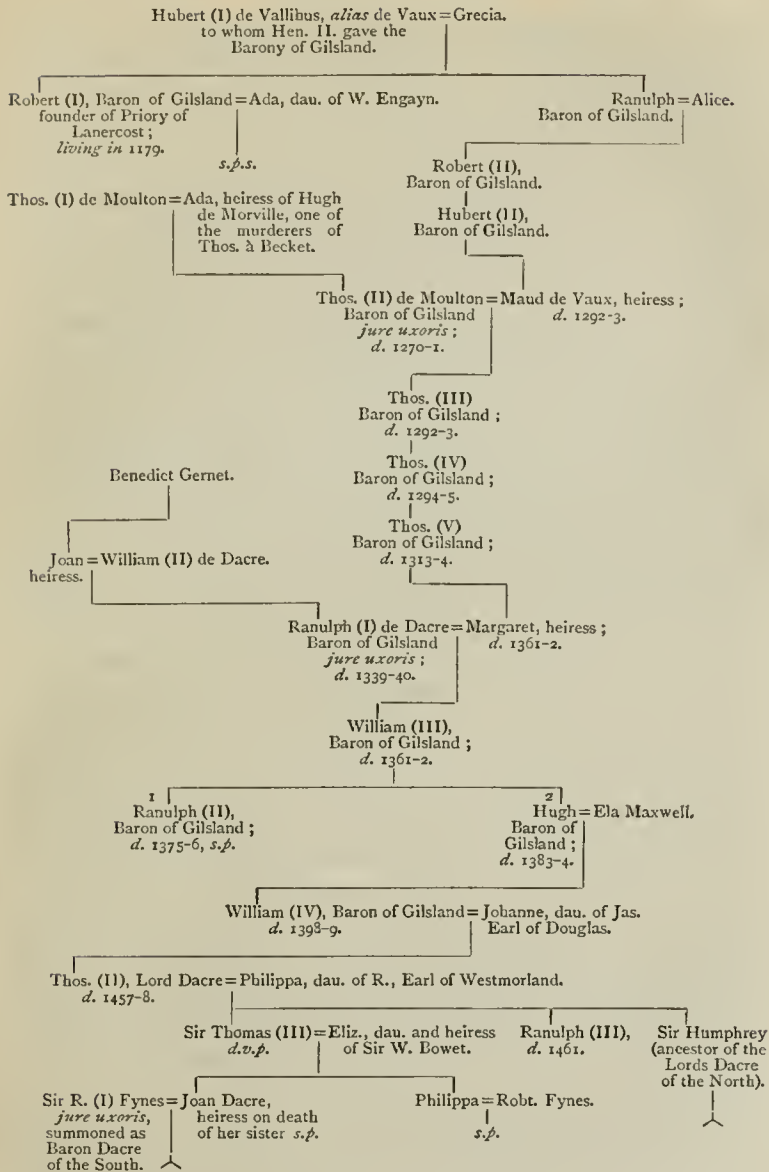 Hubert (I) de Vallibus, alias de Vaux=Grecia.
to whom Hen. II. gave the
Barony of Gilsland.
Robert (I), Baron of Gilsland=Ada, dau. of W. Engayn.
founder of Priory of
Lanercost;
living in 1179.
s.p.s.
Ranulph=Alice.
Baron of Gilsland.
Robert (II),
Baron of Gilsland.
Hubert (II),
Baron of Gilsland.
Thos. (I) de Moulton=Ada, heiress of Hugh
de Morville, one of
the murderers of
Thos. à Becket.
Thos. (II) de Moulton=Maud de Vaux, heiress;
Baron of Gilsland
jure uxoris;
d. 1270-1.
d. 1292-3.
Thos. (III)
Baron of Gilsland;
d. 1292-3.
Thos. (IV)
Baron of Gilsland;
d. 1294-5.
Thos. (V)
Baron of Gilsland;
d. 1313-4.
Benedict Gernet.
Joan=William (II) de Dacre.
heiress.
Ranulph (I) de Dacre=Margaret, heiress;
Baron of Gilsland
jure uxoris;
d. 1339-40.
d. 1361-2.
William (III),
Baron of Gilsland;
d. 1361-2.
1
Ranulph (II),
Baron of Gilsland;
d. 1375-6, s.p.
2
Hugh=Ela Maxwell.
Baron of
Gilsland;
d. 1383-4.
William (IV), Baron of Gilsland=Johanne, dau. of Jas.
d. 1398-9.
Earl of Douglas.
Thos. (II), Lord Dacre=Philippa, dau. of R., Earl of Westmorland.
d. 1457-8.
Sir Thomas (III)=Eliz., dau. and heiress
d.v.p.
of Sir W. Bowet.
Ranulph (III),
d. 1461.
Sir Humphrey
(ancestor of the
Lords Dacre
of the North).
Sir R. (I) Fynes=Joan Dacre,
jure uxoris,
summoned as
Baron Dacre
of the South.
heiress on death
of her sister s.p.
Philippa=Robt. Fynes.
s.p.